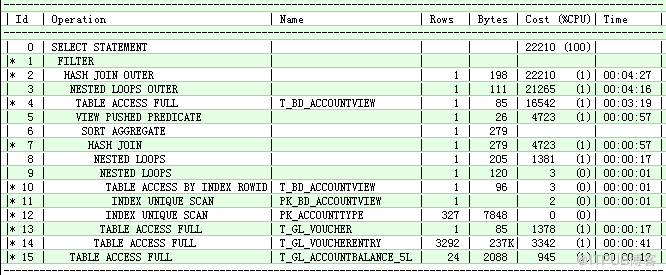 | Id | Operation | Name | Rows | Bytes | Cost (%CPU) | Time |
| 0 | SELECT STATEMENT | | | | 22210 (100) | |
|* 1 | FILTER | | | | | |
|* 2 | HASH JOIN OUTER | | 1 | 198 | 22210 (1) | 00:04:27 |
| 3 | NESTED LOOPS OUTER | | 1 | 111 | 21265 (1) | 00:04:16 |
|* 4 | TABLE ACCESS FULL | T_BD_ACCOUNTVIEW | 1 | 85 | 16542 (1) | 00:03:19 |
| 5 | VIEW PUSHED PREDICATE | | 1 | 26 | 4723 (1) | 00:00:57 |
| 6 | SORT AGGREGATE | | 1 | 279 | | |
|* 7 | HASH JOIN | | 1 | 279 | 4723 (1) | 00:00:57 |
| 8 | NESTED LOOPS | | 1 | 205 | 1381 (1) | 00:00:17 |
| 9 | NESTED LOOPS | | 1 | 120 | 3 (0) | 00:00:01 |
|* 10 | TABLE ACCESS BY INDEX ROWID | T_BD_ACCOUNTVIEW | 1 | 96 | 3 (0) | 00:00:01 |
|* 11 | INDEX UNIQUE SCAN | PK_BD_ACCOUNTVIEW | 1 | | 2 (0) | 00:00:01 |
|* 12 | INDEX UNIQUE SCAN | PK_ACCOUNTTYPE | 327 | 7848 | 0 (0) | |
|* 13 | TABLE ACCESS FULL | T_GL_VOUCHER | 1 | 85 | 1378 (1) | 00:00:17 |
|* 14 | TABLE ACCESS FULL | T_GL_VOUCHERENTRY | 3292 | 237K | 3342 (1) | 00:00:41 |
|* 15 | TABLE ACCESS FULL | T_GL_ACCOUNTBALANCE_5L | 24 | 2088 | 945 (1) | 00:00:12 |